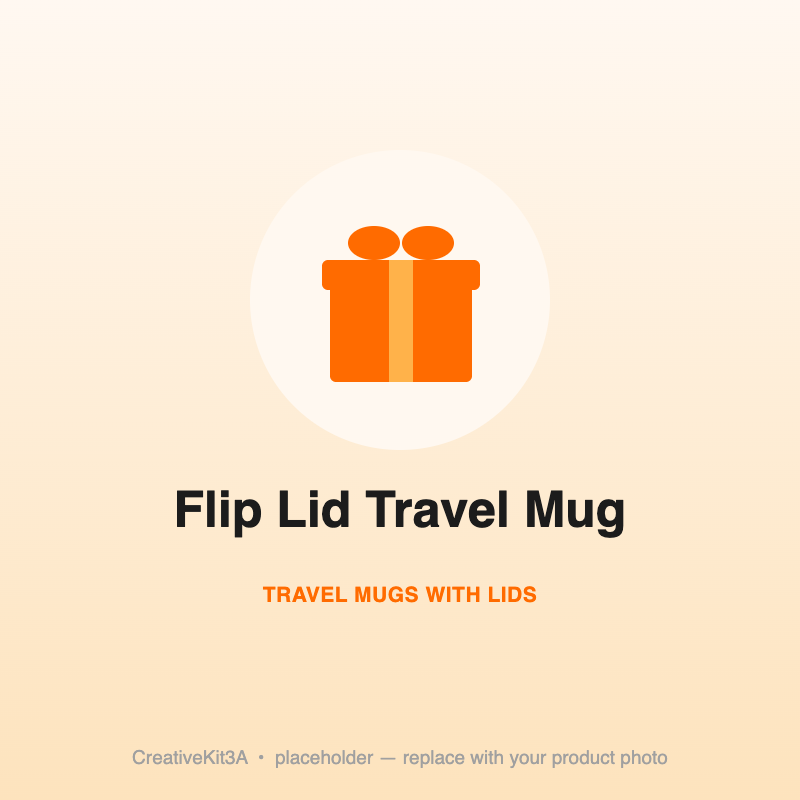 Flip Lid Travel Mug
TRAVEL MUGS WITH LIDS
CreativeKit3A • placeholder — replace with your product photo